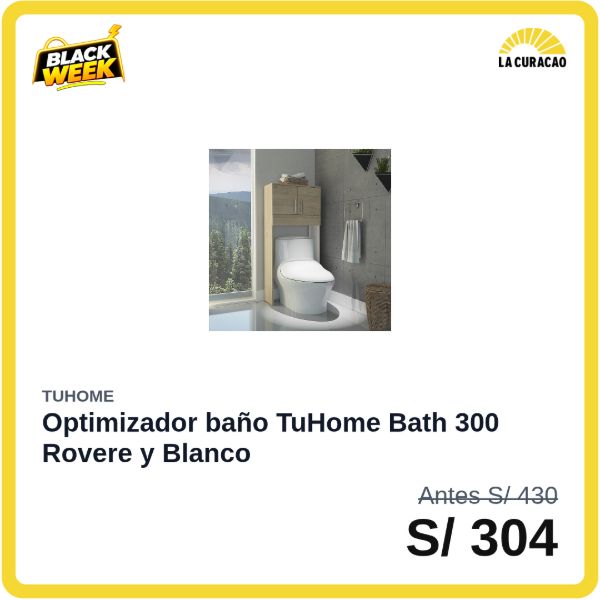 BLACK
WEEK
LA CURACAO
TUHOME
Optimizador baño TuHome Bath 300
Rovere y Blanco
Antes S/ 430
S/ 304